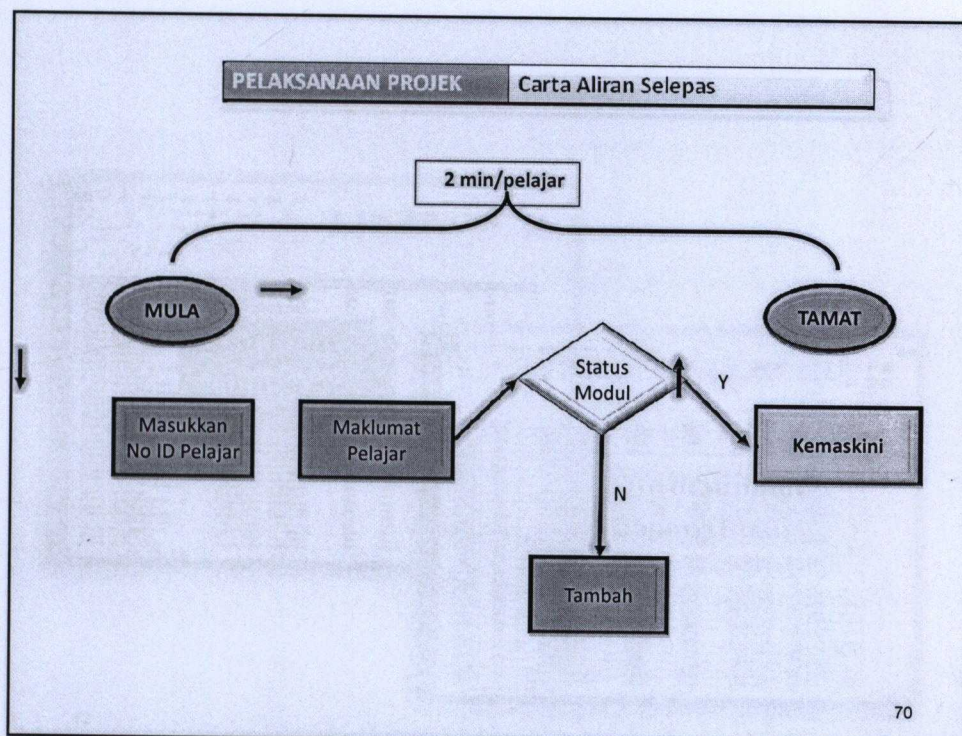 PELAKSANAAN PROJEK Carta Aliran Selepas
2 min/pelajar
MULA
TAMAT
Status
Modul
Y
Masukkan
No ID Pelajar
Maklumat
Pelajar
Kemaskini
N
Tambah
70